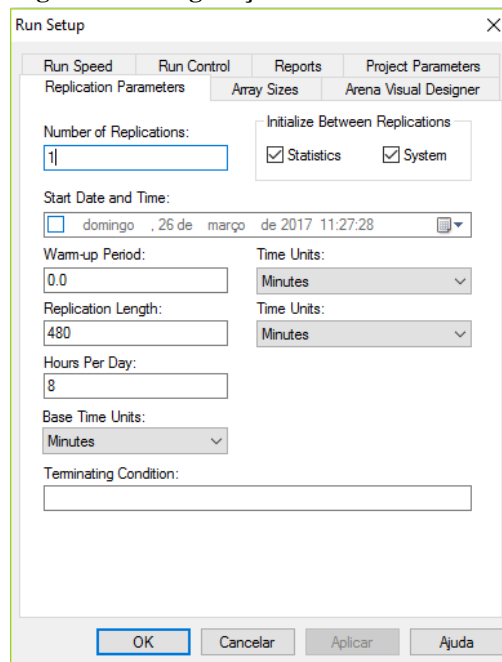 Run Setup
Run Speed Run Control Reports Project Parameters
Replication Parameters Array Sizes Arena Visual Designer
Number of Replications:
1
Initialize Between Replications
Statistics System
Start Date and Time:
domingo , 26 de março de 2017 11:27:28
Warm-up Period: Time Units:
0.0 Minutes
Replication Length: Time Units:
480 Minutes
Hours Per Day:
8
Base Time Units:
Minutes
Terminating Condition:
OK Cancelar Aplicar Ajuda